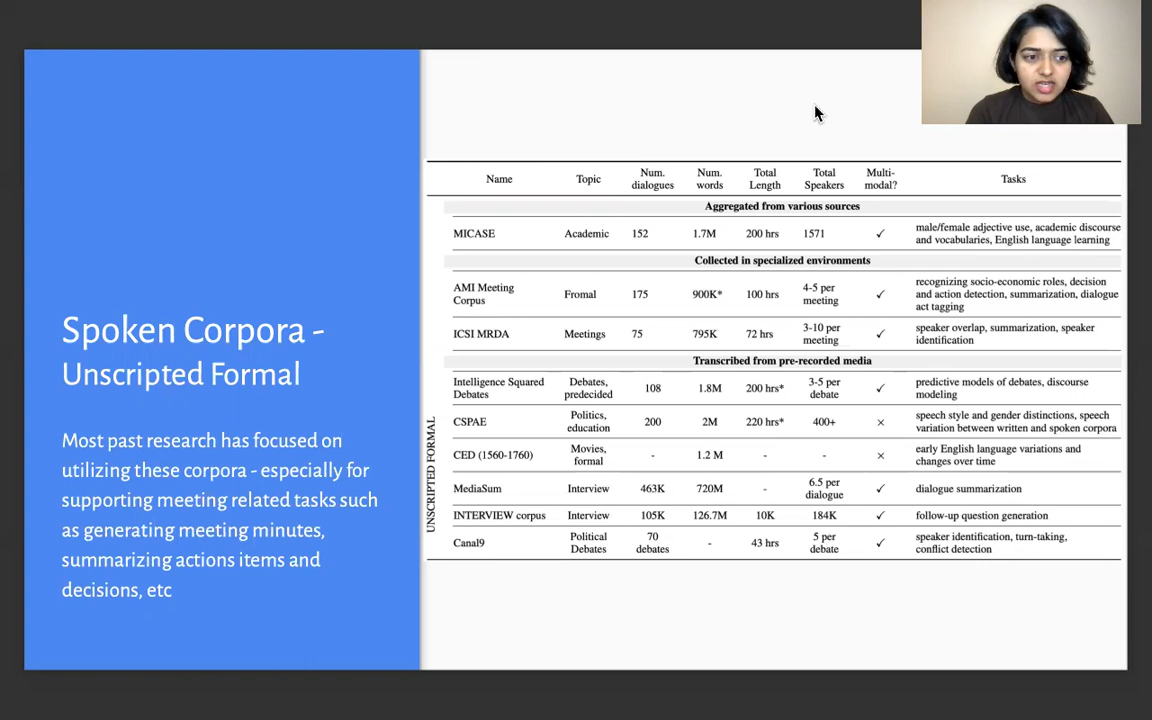 Spoken Corpora -
Unscripted Formal
Most past research has focused on
utilizing these corpora - especially for
supporting meeting related tasks such
as generating meeting minutes,
summarizing actions items and
decisions, etc
Name Topic Num. dialogues Num. words Total Length Total Speakers Multi-modal? Tasks
UNSCRIPTED FORMAL
Aggregated from various sources
MICASE Academic 152 1.7M 200 hrs 1571 ✓ male/female adjective use, academic discourse
and vocabularies, English language learning
Collected in specialized environments
AMI Meeting Corpus Fromal 175 900K* 100 hrs 4-5 per meeting ✓ recognizing socio-economic roles, decision
and action detection, summarization, dialogue
act tagging
ICSI MRDA Meetings 75 795K 72 hrs 3-10 per meeting ✓ speaker overlap, summarization, speaker
identification
Transcribed from pre-recorded media
Intelligence Squared Debates Debates, predecided 108 1.8M 200 hrs* 3-5 per debate ✓ predictive models of debates, discourse
modeling
CSPAE Politics, education 200 2M 220 hrs* 400+ × speech style and gender distinctions, speech
variation between written and spoken corpora
CED (1560-1760) Movies, formal - 1.2 M - - × early English language variations and
changes over time
MediaSum Interview 463K 720M - 6.5 per dialogue ✓ dialogue summarization
INTERVIEW corpus Interview 105K 126.7M 10K 184K ✓ follow-up question generation
Canal9 Political Debates 70 debates - 43 hrs 5 per debate ✓ speaker identification, turn-taking,
conflict detection